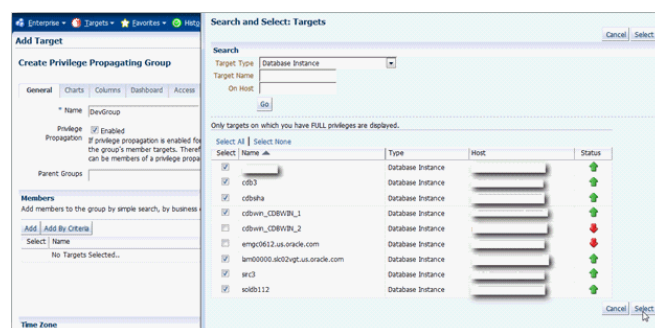 Enterprise Targets Favorites
Add Target
Create Privilege Propagating Group
General Charts Columns Dashboard Access
* Name DevGroup
Privilege Propagation Enabled
If privilege propagation is enabled for
the group's member targets. Theref
can be members of a privilege propa
Parent Groups
Members
Add members to the group by simple search, by business
Add Add By Criteria
Select Name
No Targets Selected..
Time Zone
Search and Select: Targets
Cancel Select
Search
Target Type Database Instance
Target Name
On Host
Go
Only targets on which you have FULL privileges are displayed.
Select All Select None
Select Name Type Host Status
Database Instance
cdb3 Database Instance
cdbsiha Database Instance
cdbwin_CDBWIN_1 Database Instance
cdbwin_CDBWIN_2 Database Instance
emgc0612.us.oracle.com Database Instance
Database Instance
src3 Database Instance
soldb112 Database Instance
Cancel Select